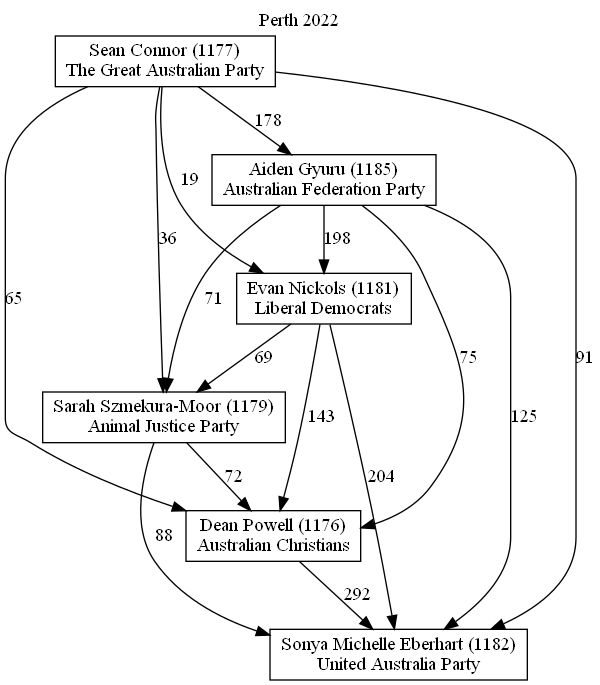 Perth 2022
Sean Connor (1177)
The Great Australian Party
178
Aiden Gyuru (1185)
Australian Federation Party
19
36
198
Evan Nickols (1181)
Liberal Democrats
65
71
69
75
91
Sarah Szmekura-Moor (1179)
Animal Justice Party
143
125
72
204
Dean Powell (1176)
Australian Christians
88
292
Sonya Michelle Eberhart (1182)
United Australia Party